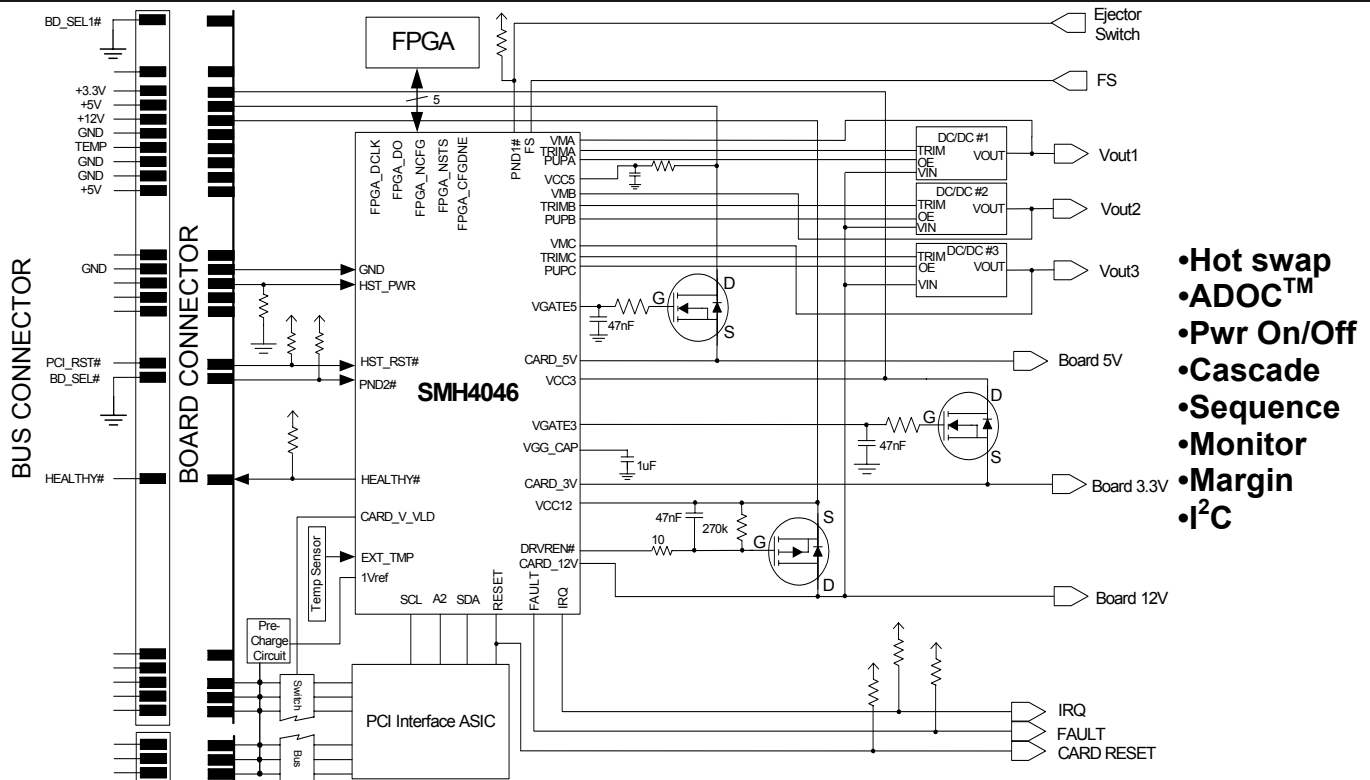 BD_SEL1#
+3.3V
+5V
+12V
GND
TEMP
GND
GND
+5V
GND
PCI_RST#
BD_SEL#
HEALTHY#
BUS CONNECTOR
BOARD CONNECTOR
FPGA
5
FPGA_DCLK
FPGA_DO
FPGA_NCFG
FPGA_NSTS
FPGA_CFGDNE
PND1#
FS
GND
HST_PWR
HST_RST#
PND2#
HEALTHY#
CARD_V_VLD
EXT_TMP
1Vref
SMH4046
VMA
TRIMA
PUPA
VCC5
VMB
TRIMB
PUPB
VMC
TRIMC
PUPC
VGATE5
CARD_5V
VCC3
VGATE3
VGG_CAP
CARD_3V
VCC12
DRVREN#
CARD_12V
SCL
A2
SDA
RESET
FAULT
IRQ
Temp Sensor
Pre-
Charge
Circuit
Switch
Bus
PCI Interface ASIC
DC/DC #1
TRIM
OE
VIN
VOUT
DC/DC #2
TRIM
OE
VIN
VOUT
DC/DC #3
TRIM
OE
VIN
VOUT
47nF
G
D
S
47nF
G
D
S
1uF
47nF
270k
10
G
S
D
Ejector
Switch
FS
Vout1
Vout2
Vout3
Board 5V
Board 3.3V
Board 12V
IRQ
FAULT
CARD RESET
•Hot swap
•ADOC™
•Pwr On/Off
•Cascade
•Sequence
•Monitor
•Margin
•I²C